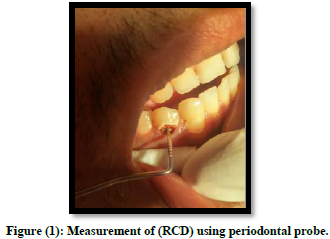 Figure (1): Measurement of (RCD) using periodontal probe.